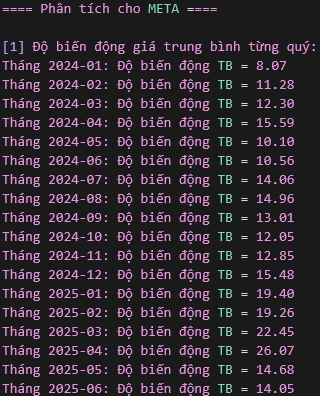 ==== Phân tích cho META ====
[1] Độ biến động giá trung bình từng quý:
Tháng 2024-01: Độ biến động TB = 8.07
Tháng 2024-02: Độ biến động TB = 11.28
Tháng 2024-03: Độ biến động TB = 12.30
Tháng 2024-04: Độ biến động TB = 15.59
Tháng 2024-05: Độ biến động TB = 10.10
Tháng 2024-06: Độ biến động TB = 10.56
Tháng 2024-07: Độ biến động TB = 14.06
Tháng 2024-08: Độ biến động TB = 14.96
Tháng 2024-09: Độ biến động TB = 13.01
Tháng 2024-10: Độ biến động TB = 12.05
Tháng 2024-11: Độ biến động TB = 12.85
Tháng 2024-12: Độ biến động TB = 15.48
Tháng 2025-01: Độ biến động TB = 19.40
Tháng 2025-02: Độ biến động TB = 19.26
Tháng 2025-03: Độ biến động TB = 22.45
Tháng 2025-04: Độ biến động TB = 26.07
Tháng 2025-05: Độ biến động TB = 14.68
Tháng 2025-06: Độ biến động TB = 14.05